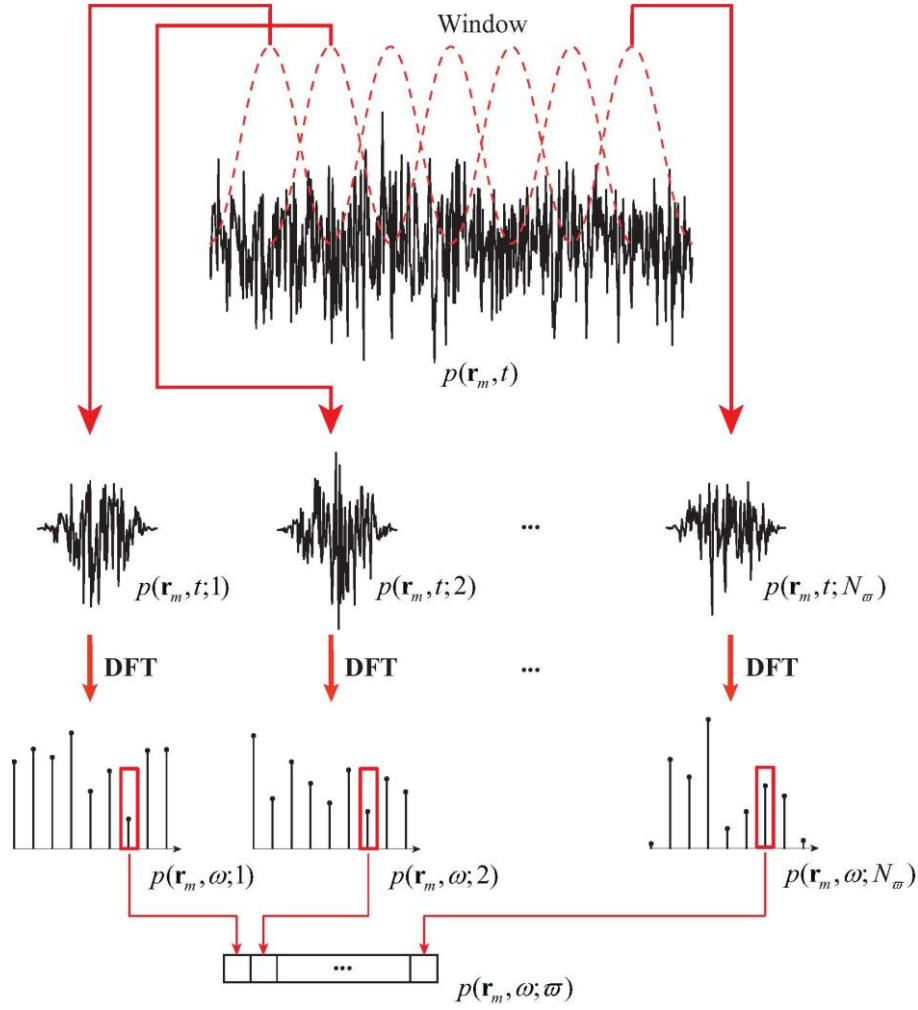 Window
p(r_m, t)
p(r_m, t; 1) p(r_m, t; 2) ... p(r_m, t; N_ϖ)
DFT DFT ... DFT
p(r_m, ω; 1) p(r_m, ω; 2) p(r_m, ω; N_ϖ)
...
p(r_m, ω; ϖ)